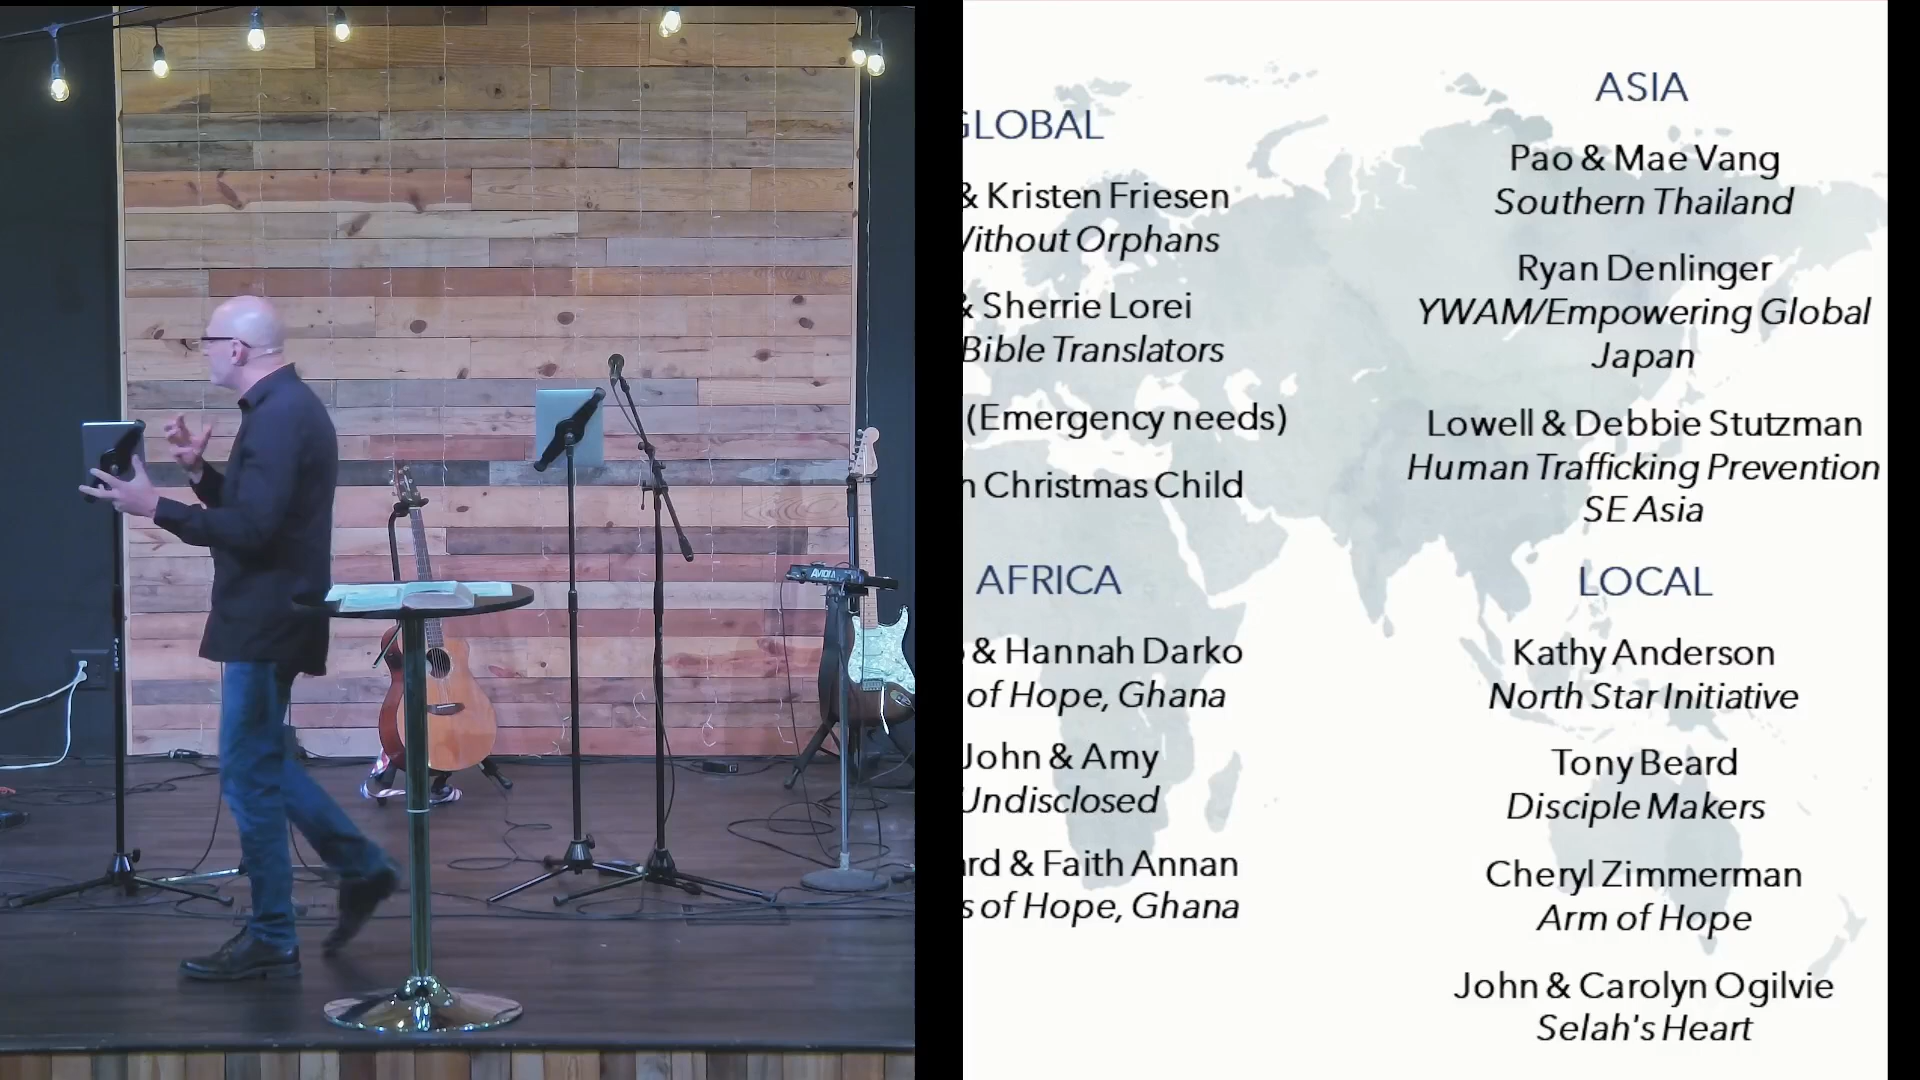 GLOBAL
& Kristen Friesen
Without Orphans
& Sherrie Lorei
Bible Translators
(Emergency needs)
Christmas Child
AFRICA
& Hannah Darko
of Hope, Ghana
John & Amy
Undisclosed
& Faith Annan
of Hope, Ghana
ASIA
Pao & Mae Vang
Southern Thailand
Ryan Denlinger
YWAM/Empowering Global
Japan
Lowell & Debbie Stutzman
Human Trafficking Prevention
SE Asia
LOCAL
Kathy Anderson
North Star Initiative
Tony Beard
Disciple Makers
Cheryl Zimmerman
Arm of Hope
John & Carolyn Ogilvie
Selah's Heart